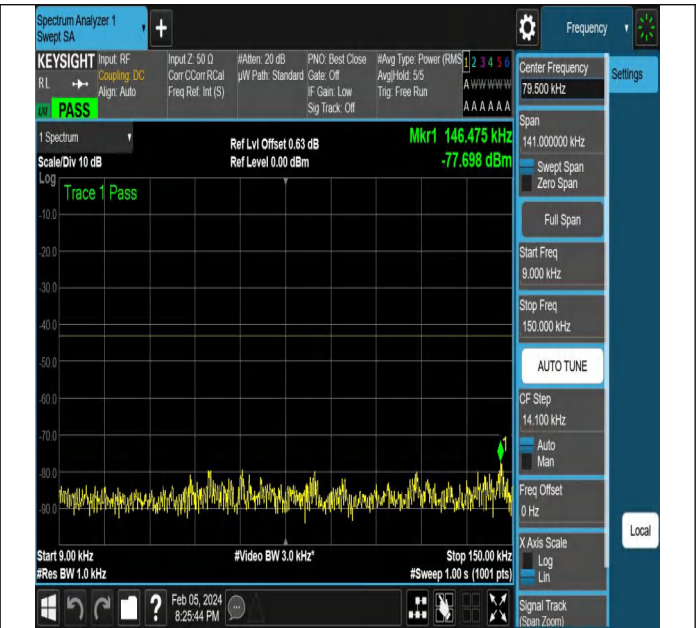 Spectrum Analyzer 1
Swept SA
+
Frequency
KEYSIGHT
RL
Input: RF
Coupling: DC
Align: Auto
Input Z: 50 Ω
Corr CCorr RCal
Freq Ref: Int (S)
#Atten: 20 dB
µW Path: Standard
PNO: Best Close
Gate: Off
IF Gain: Low
Sig Track: Off
#Avg Type: Power (RMS
Avg|Hold: 5/5
Trig: Free Run
1 2 3 4 5 6
A W W W W W
A A A A A A
PASS
1 Spectrum
Scale/Div 10 dB
Ref Lvl Offset 0.63 dB
Ref Level 0.00 dBm
Mkr1 146.475 kHz
-77.698 dBm
Log
Trace 1 Pass
-10.0
-20.0
-30.0
-40.0
-50.0
-60.0
-70.0
-80.0
-90.0
1
Start 9.00 kHz
#Res BW 1.0 kHz
#Video BW 3.0 kHz*
Stop 150.00 kHz
#Sweep 1.00 s (1001 pts)
Feb 05, 2024
8:25:44 PM
?
Center Frequency
79.500 kHz
Settings
Span
141.000000 kHz
Swept Span
Zero Span
Full Span
Start Freq
9.000 kHz
Stop Freq
150.000 kHz
AUTO TUNE
CF Step
14.100 kHz
Auto
Man
Freq Offset
0 Hz
Local
X Axis Scale
Log
Lin
Signal Track
(Span Zoom)